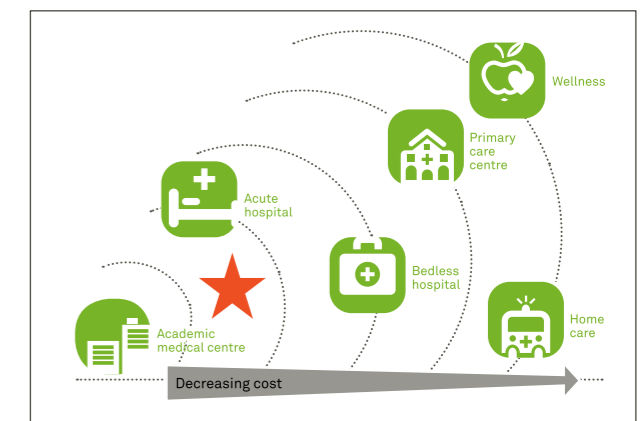 Wellness
Primary
care
centre
Acute
hospital
Bedless
hospital
Home
care
Academic
medical centre
Decreasing cost